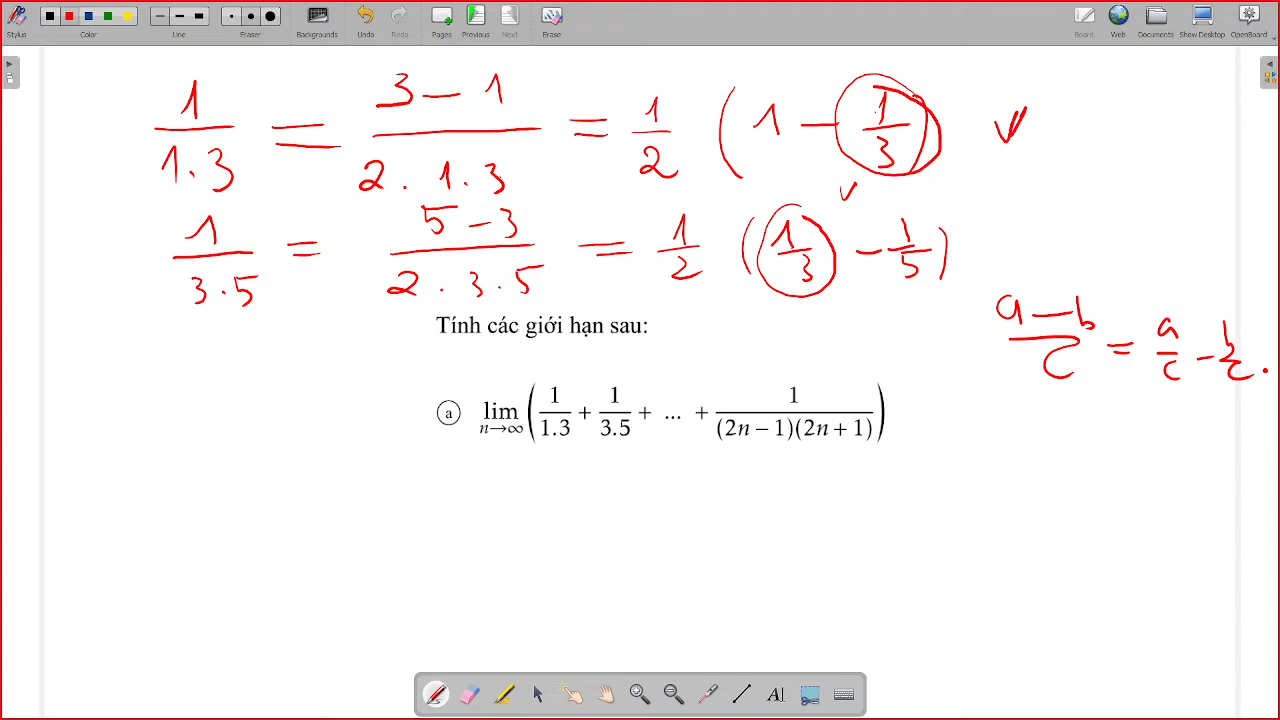 Stylus Color Line Eraser Backgrounds Undo Redo Pages Previous Next Erase Board Web Documents Show Desktop OpenBoard
1/(1.3) = (3 − 1)/(2 . 1 . 3) = 1/2 (1 − 1/3
1/(3.5) = (5 − 3)/(2 . 3 . 5) = 1/2 (1/3 − 1/5)
(a − b)/c = a/c − b/c .
Tính các giới hạn sau:
a lim n→∞ (1/1.3 + 1/3.5 + ... + 1/((2n − 1)(2n + 1)))
AI